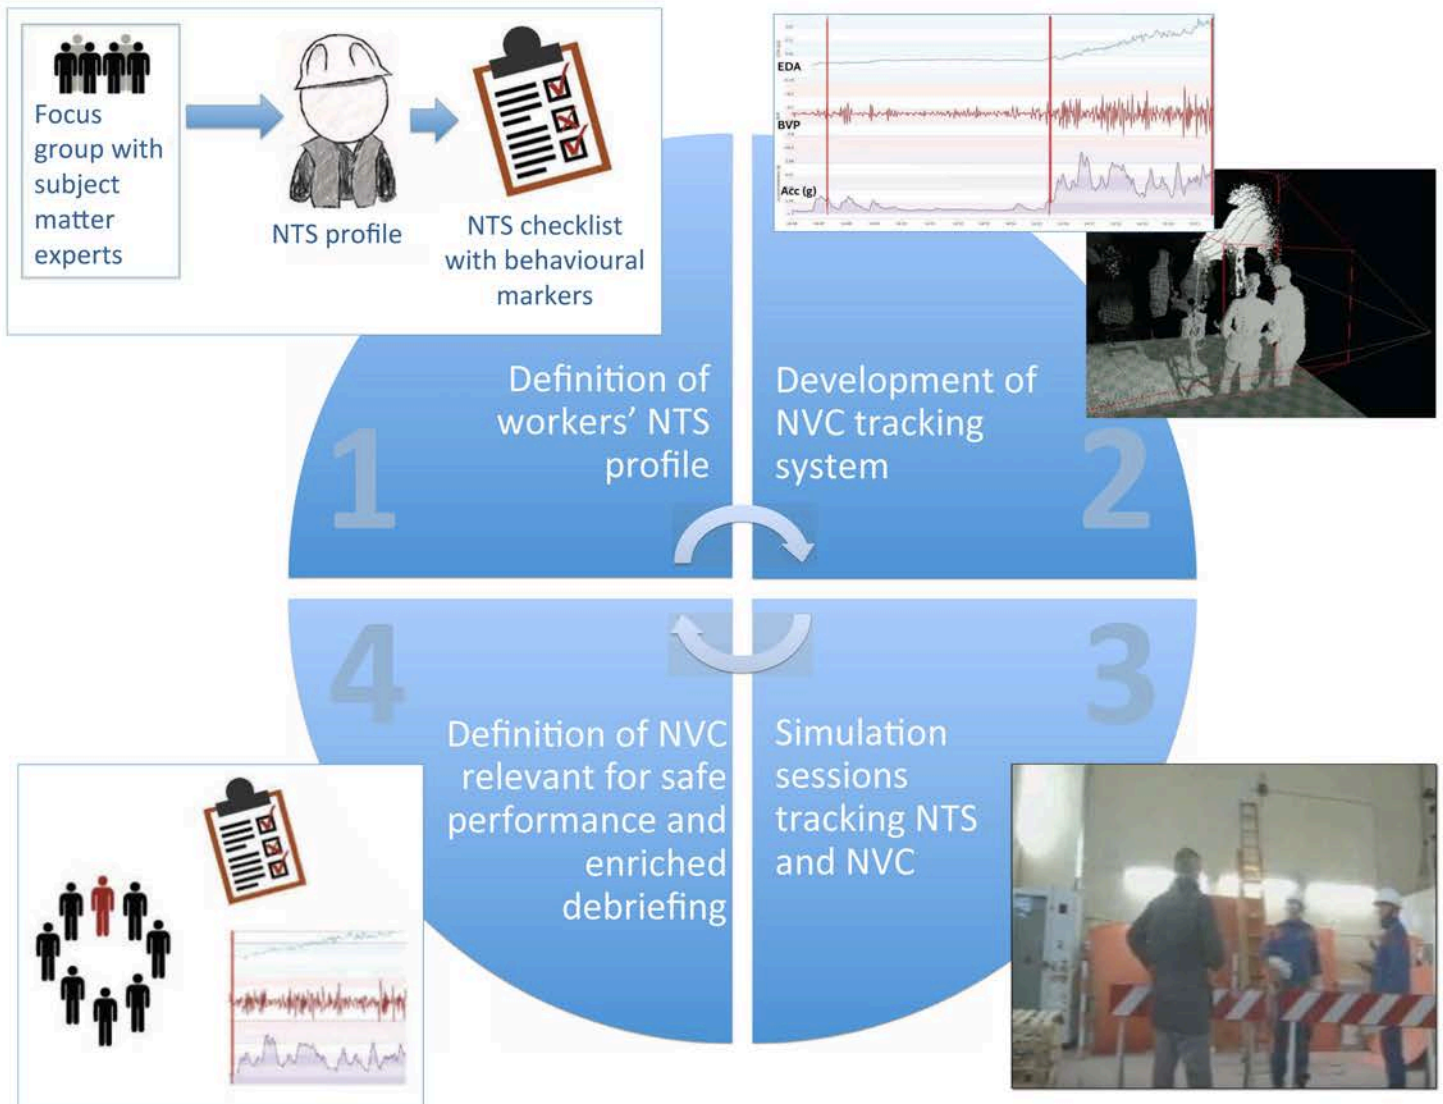 Focus
group with
subject
matter
experts
NTS profile
NTS checklist
with behavioural
markers
EDA
BVP
Acc (g)
Definition of
workers’ NTS
profile
1
Development of
NVC tracking
system
2
4
Definition of NVC
relevant for safe
performance and
enriched
debriefing
3
Simulation
sessions
tracking NTS
and NVC